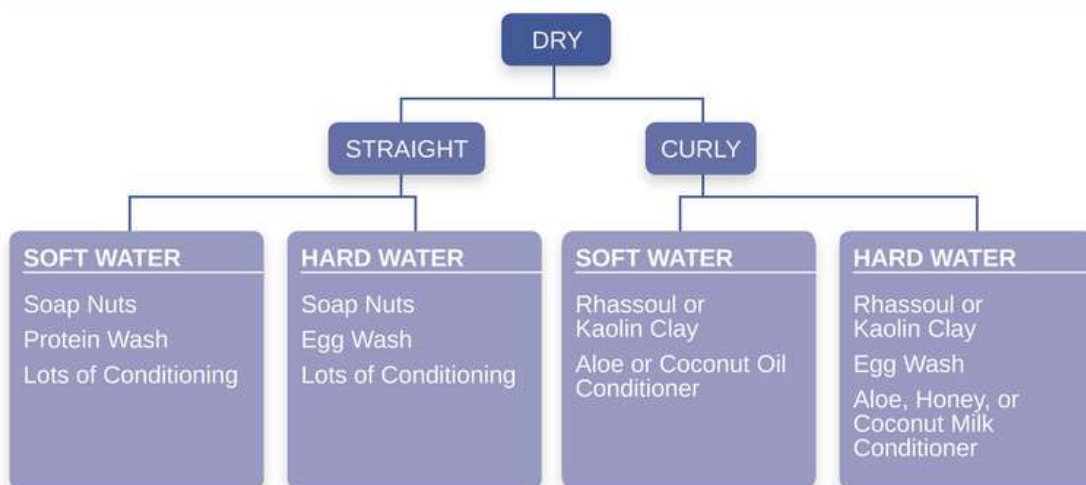 DRY
STRAIGHT
CURLY
SOFT WATER
Soap Nuts
Protein Wash
Lots of Conditioning
HARD WATER
Soap Nuts
Egg Wash
Lots of Conditioning
SOFT WATER
Rhassoul or
Kaolin Clay
Aloe or Coconut Oil
Conditioner
HARD WATER
Rhassoul or
Kaolin Clay
Egg Wash
Aloe, Honey, or
Coconut Milk
Conditioner